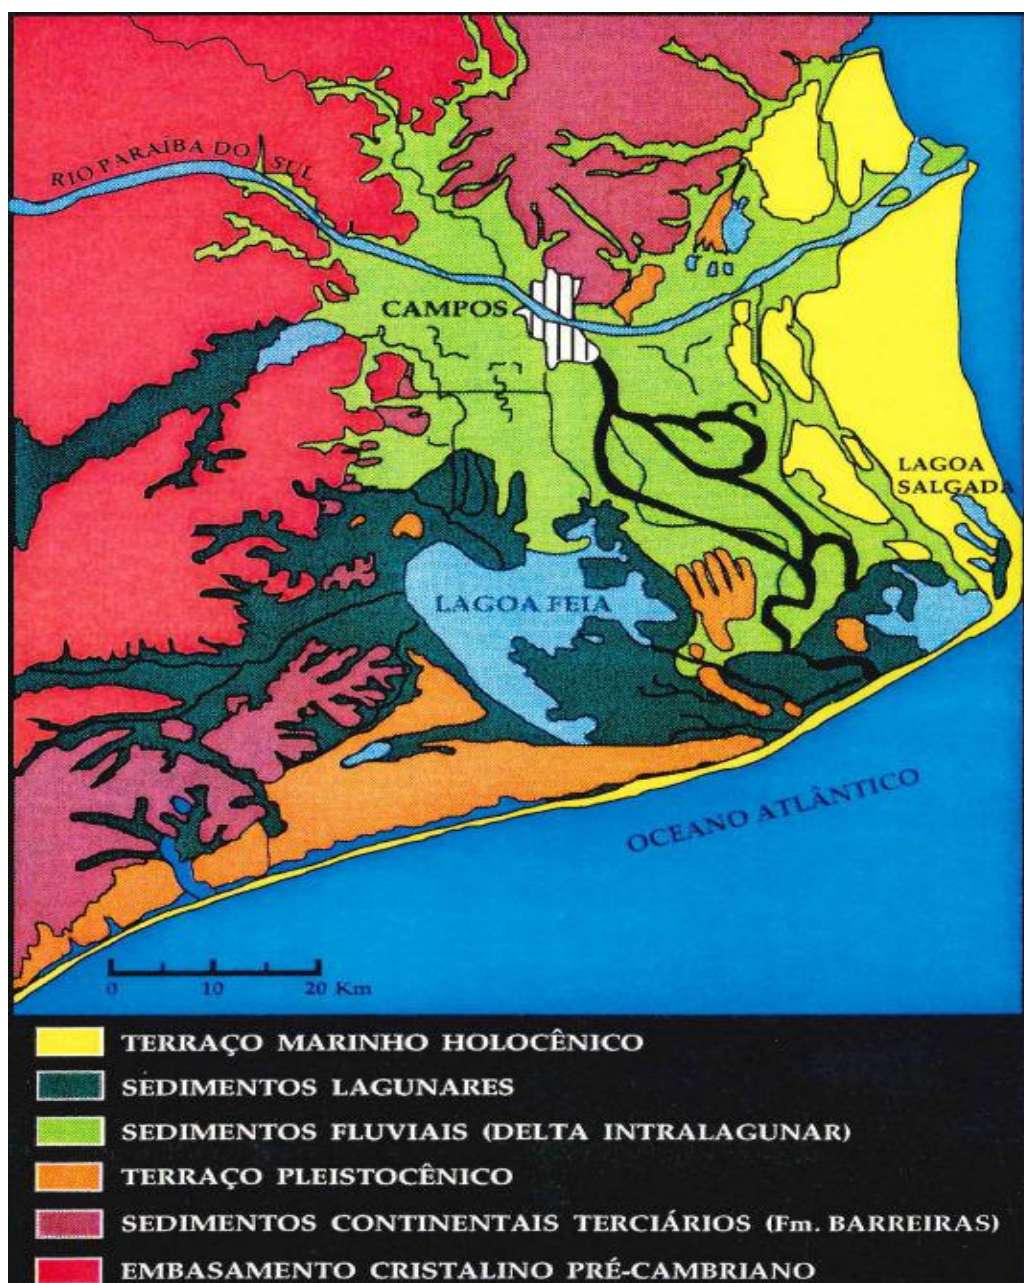 RIO PARAÍBA DO SUL
CAMPOS
LAGOA
SALGADA
LAGOA FEIA
OCEANO ATLÂNTICO
0 10 20 Km
TERRAÇO MARINHO HOLOCÊNICO
SEDIMENTOS LAGUNARES
SEDIMENTOS FLUVIAIS (DELTA INTRALAGUNAR)
TERRAÇO PLEISTOCÊNICO
SEDIMENTOS CONTINENTAIS TERCIÁRIOS (Fm. BARREIRAS)
EMBASAMENTO CRISTALINO PRÉ-CAMBRIANO